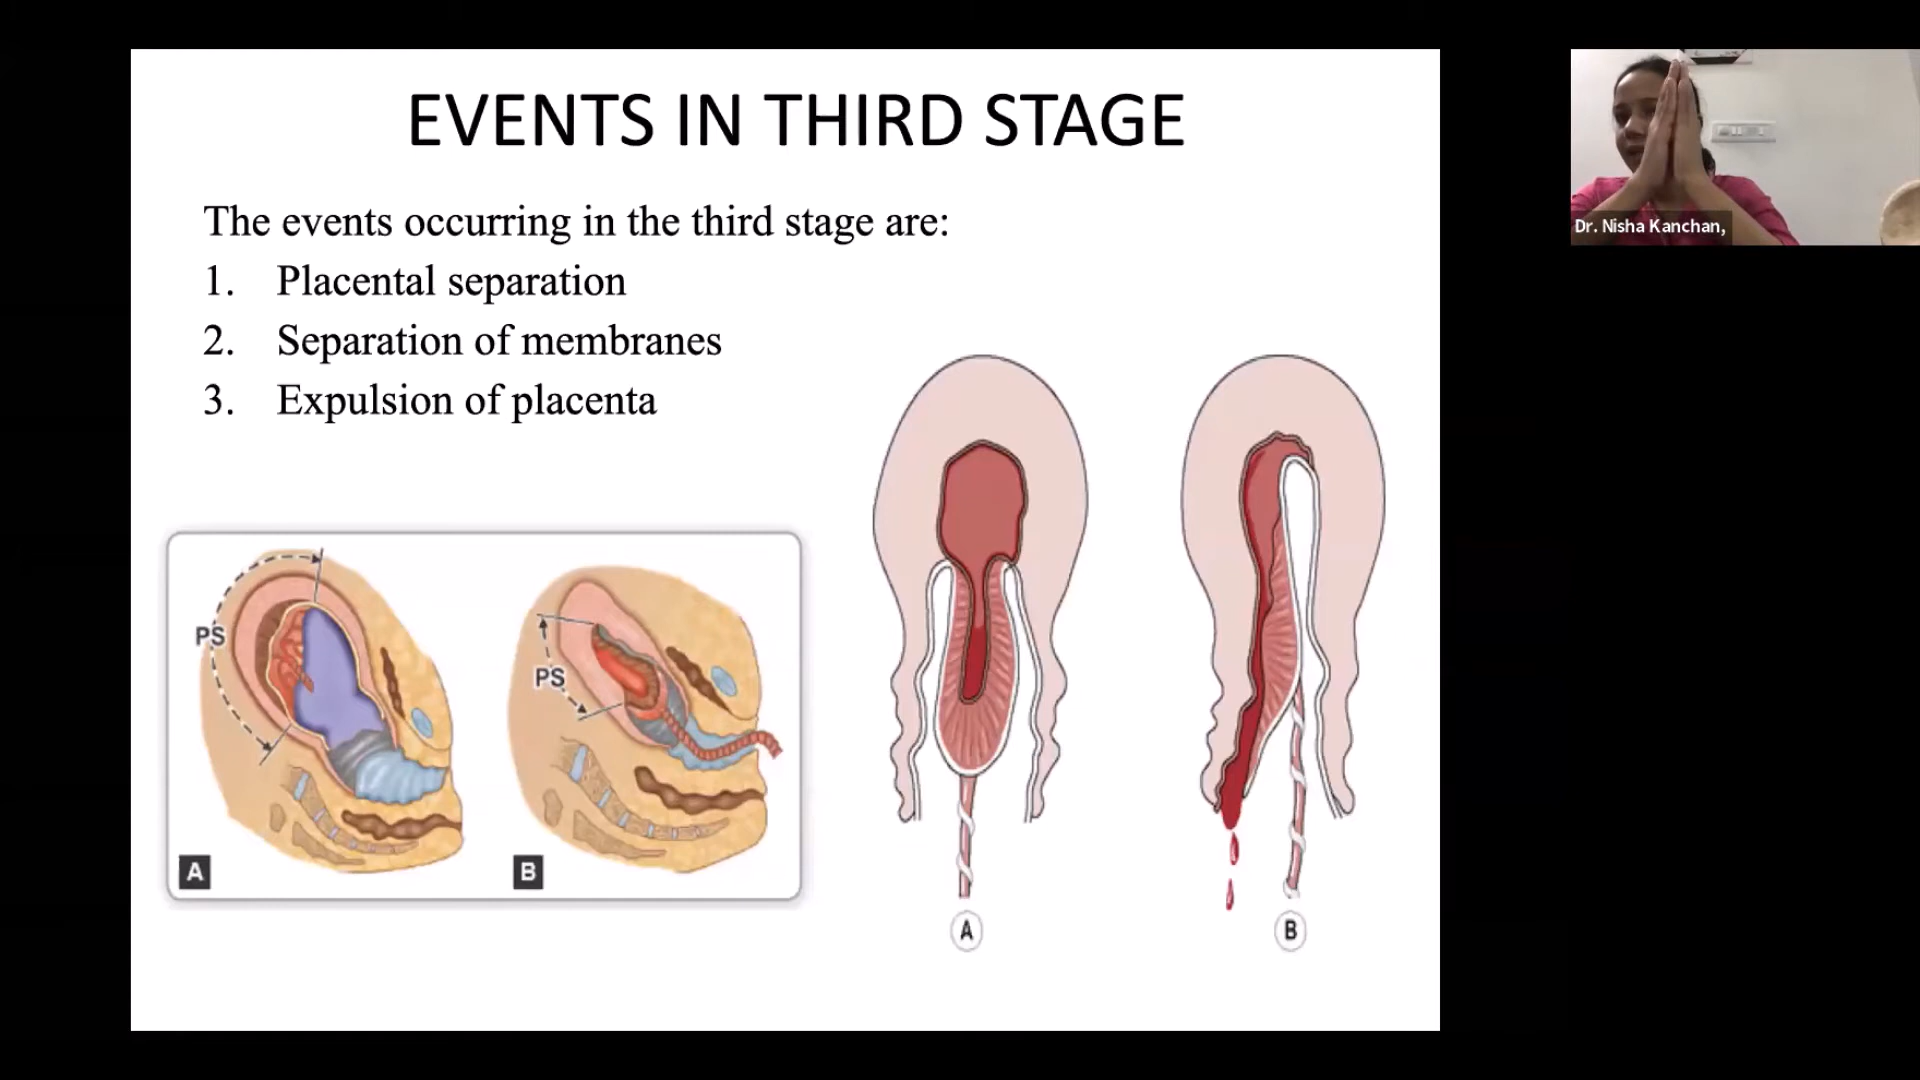 EVENTS IN THIRD STAGE
The events occurring in the third stage are:
1. Placental separation
2. Separation of membranes
3. Expulsion of placenta
PS
PS
A
B
A
B
Dr. Nisha Kanchan,